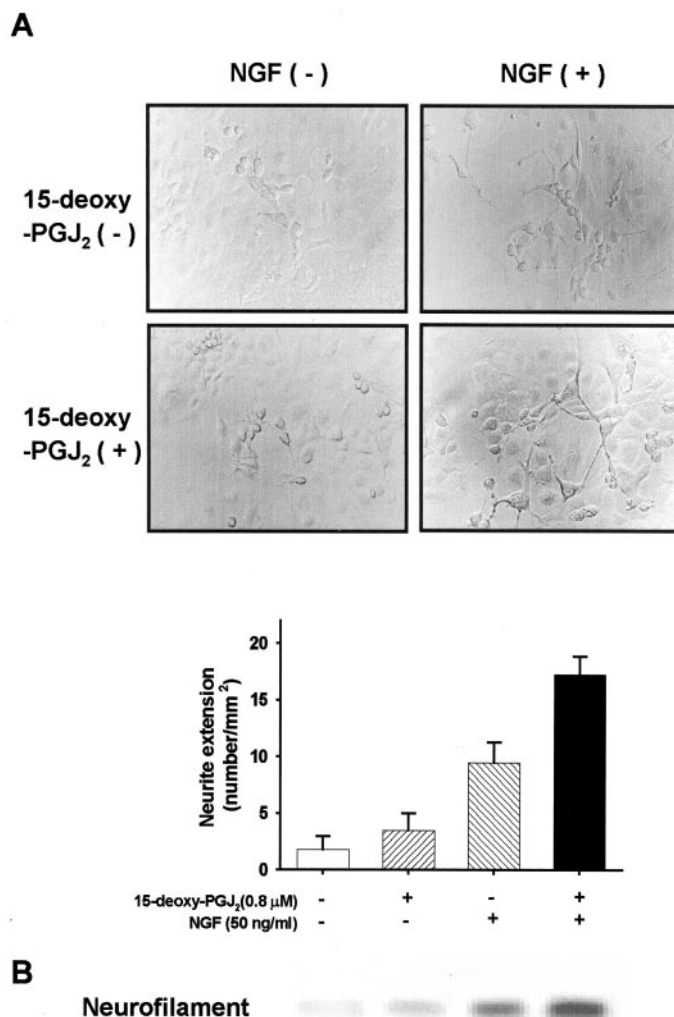 A
NGF ( - )
NGF ( + )
15-deoxy
-PGJ₂ ( - )
15-deoxy
-PGJ₂ ( + )
Neurite extension
(number/mm²)
20
15
10
5
0
15-deoxy-PGJ₂(0.8 μM) - + - +
NGF (50 ng/ml) - - + +
B
Neurofilament